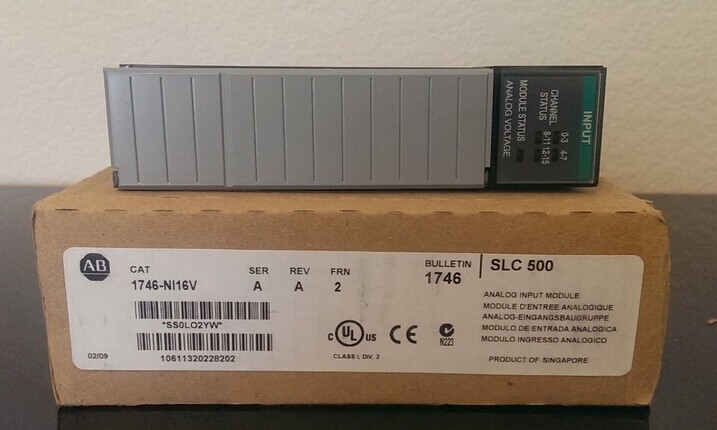 INPUT
CHANNEL STATUS
0-3 4-7
8-11 12-15
MODULE STATUS
ANALOG VOLTAGE
AB
CAT
1746-NI16V
SER
A
REV
A
FRN
2
BULLETIN
1746
SLC 500
*SS0LO2YW*
10611320228202
02/09
C UL US
CLASS I, DIV. 2
CE
N223
ANALOG INPUT MODULE
MODULE D'ENTREE ANALOGIQUE
ANALOG-EINGANGSBAUGRUPPE
MODULO DE ENTRADA ANALOGICA
MODULO INGRESSO ANALOGICO
PRODUCT OF SINGAPORE